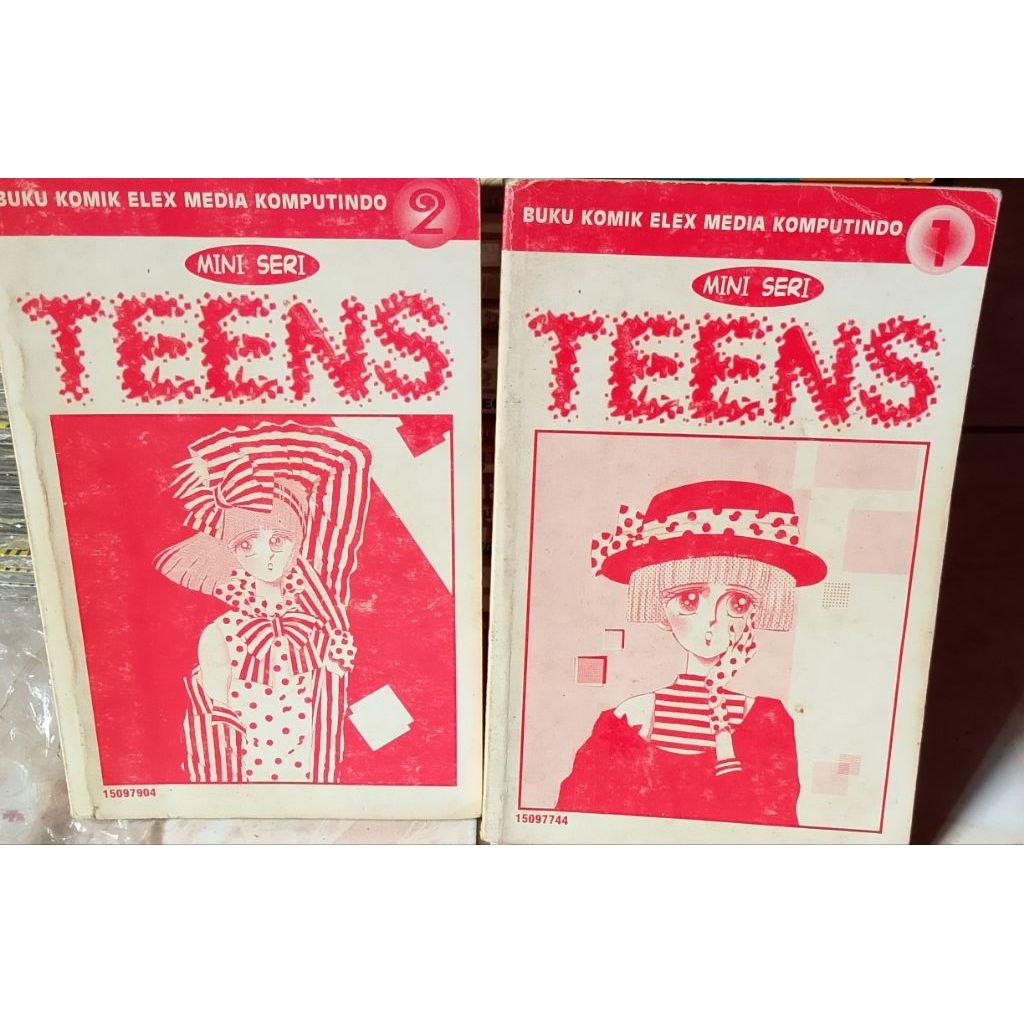 BUKU KOMIK ELEX MEDIA KOMPUTINDO 2
MINI SERI
TEENS
15097904
BUKU KOMIK ELEX MEDIA KOMPUTINDO 1
MINI SERI
TEENS
15097744